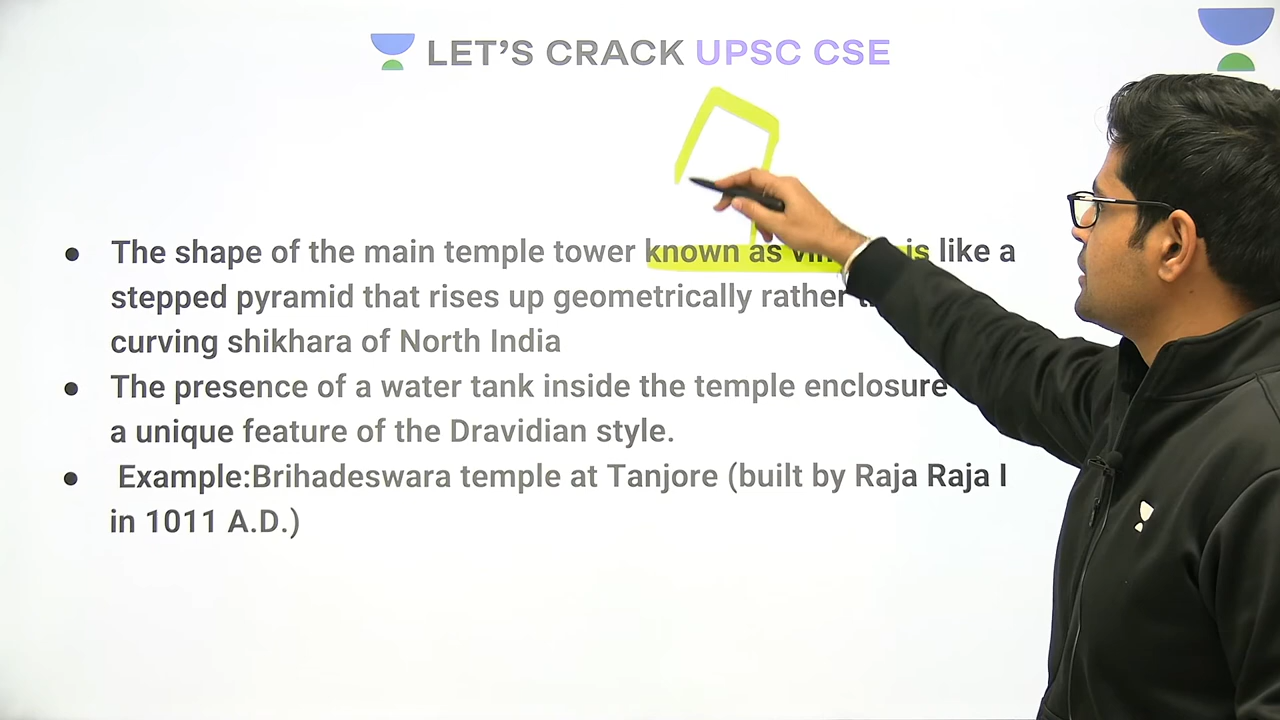 LET'S CRACK UPSC CSE
● The shape of the main temple tower known as is like a
stepped pyramid that rises up geometrically rather
curving shikhara of North India
● The presence of a water tank inside the temple enclosure
a unique feature of the Dravidian style.
● Example:Brihadeswara temple at Tanjore (built by Raja Raja I
in 1011 A.D.)